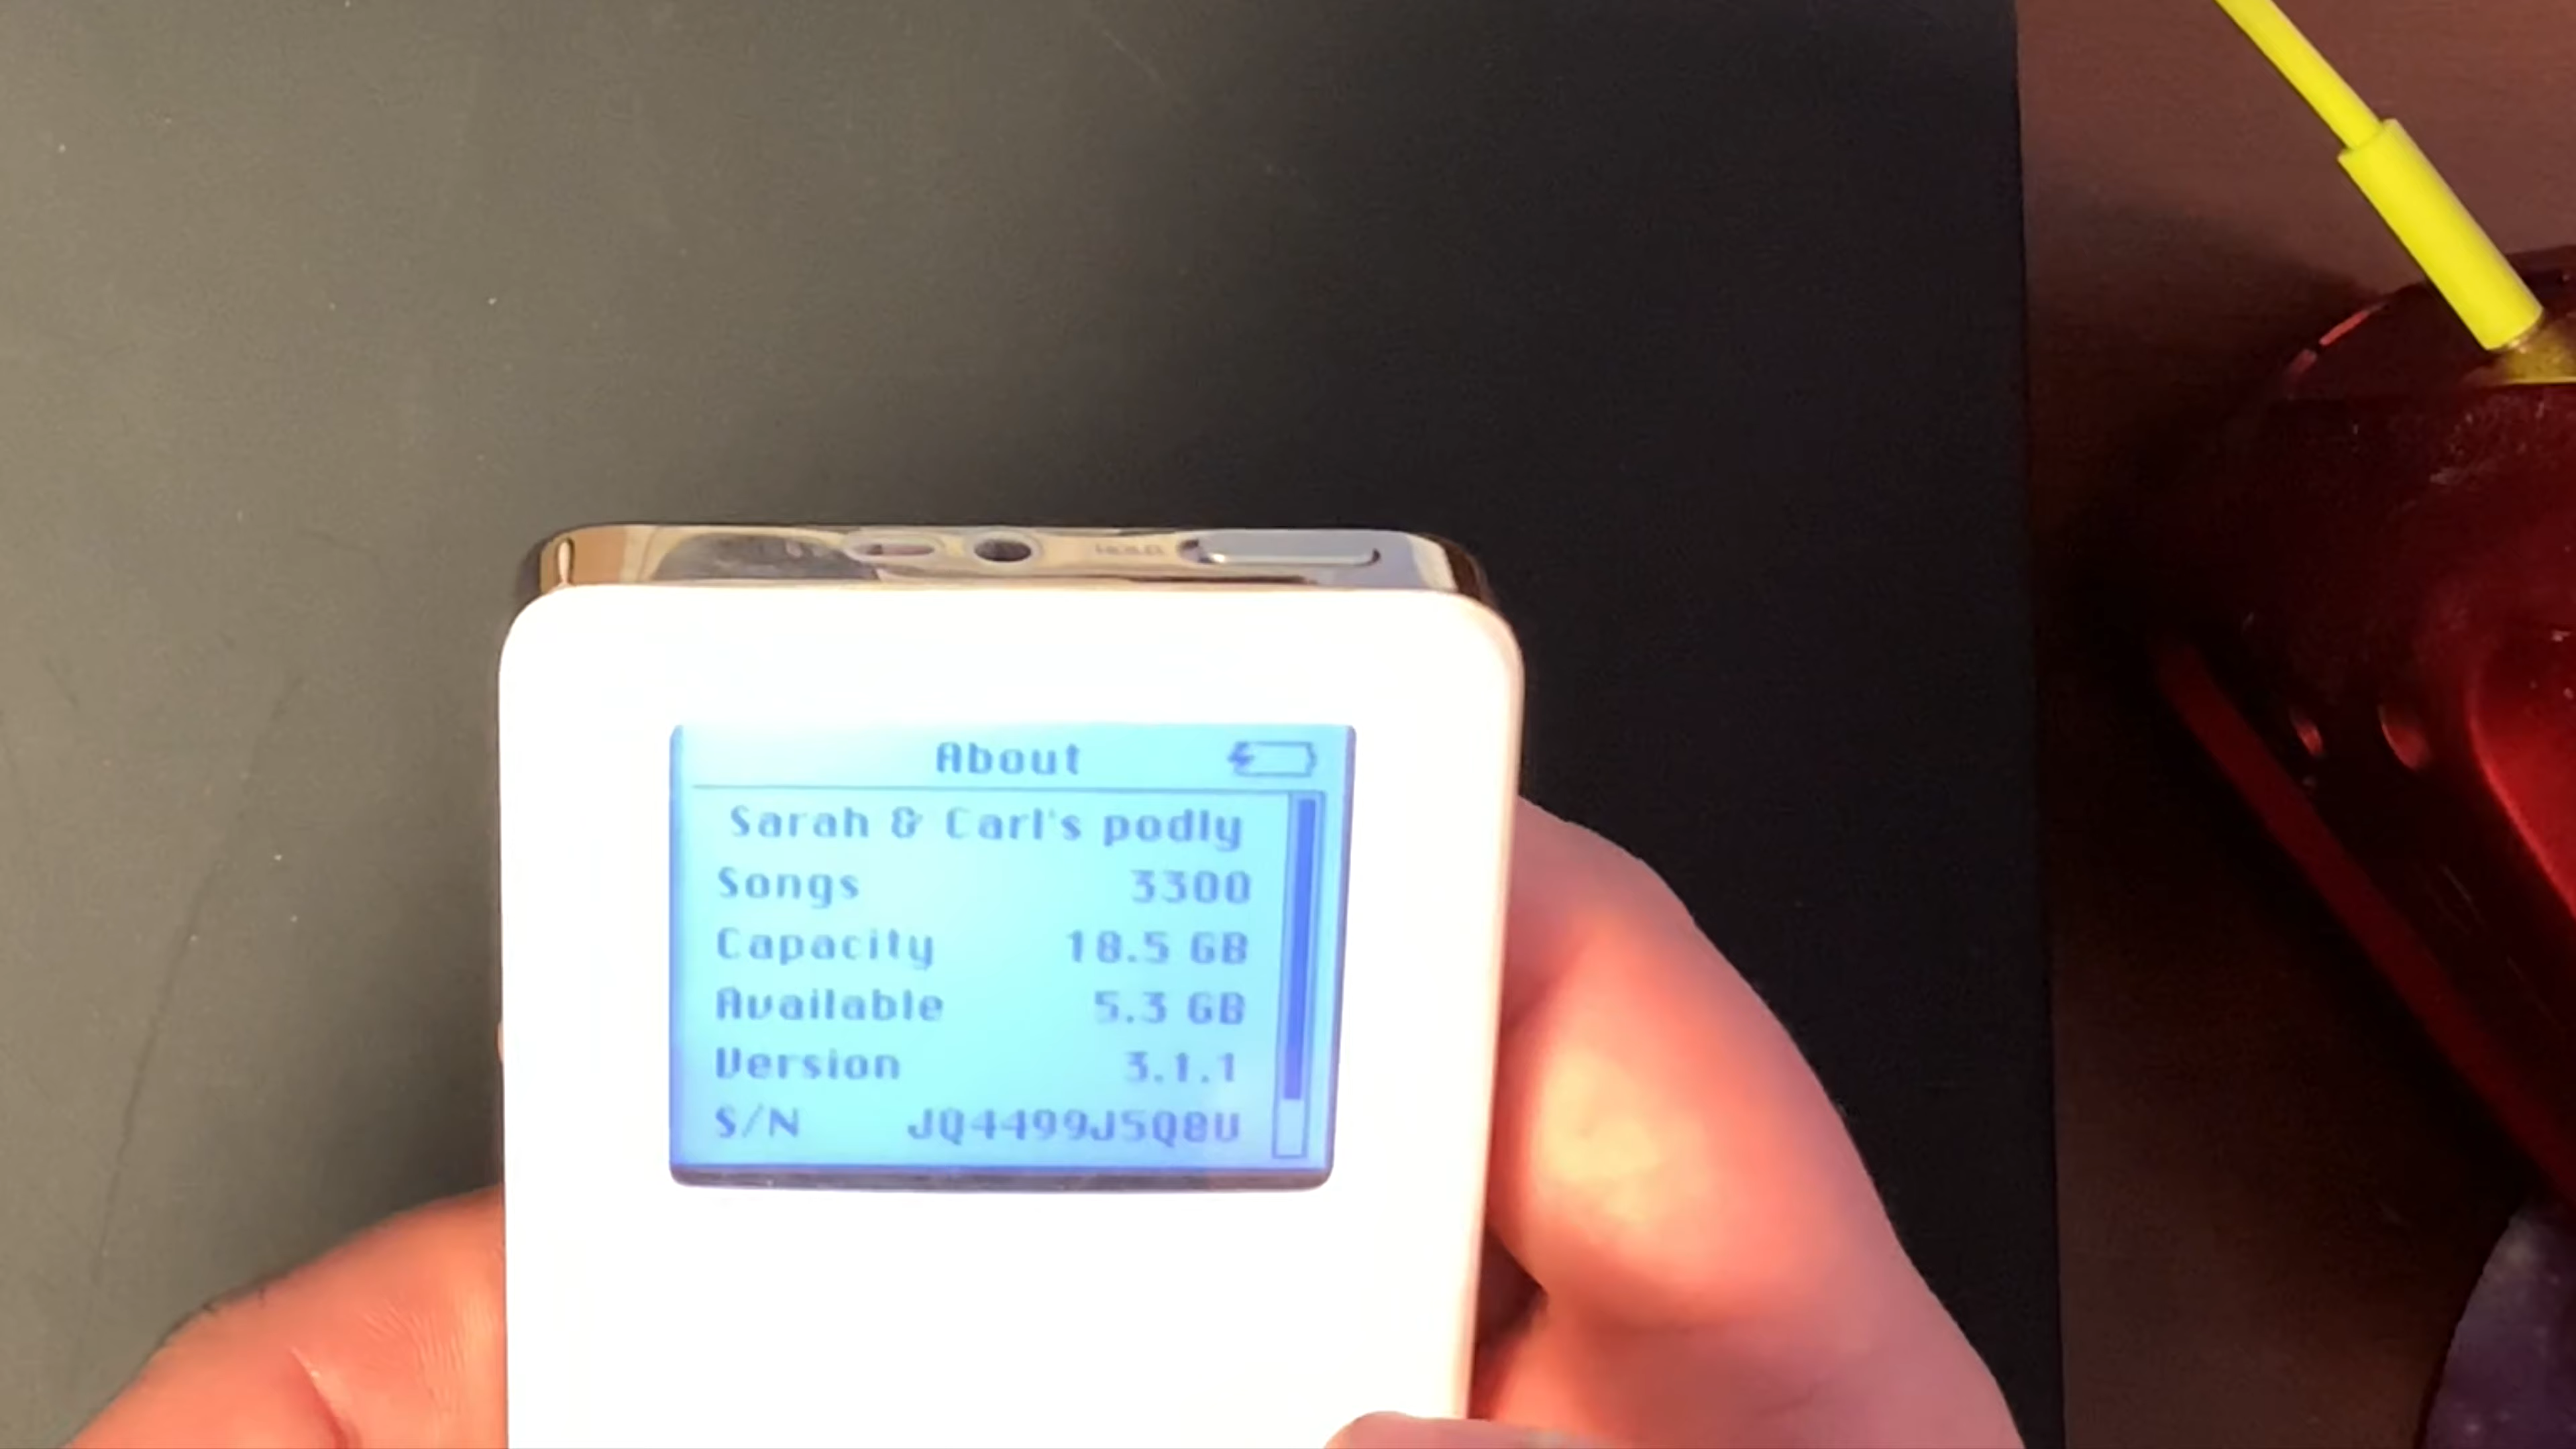 About
Sarah & Carl's podly
Songs 3300
Capacity 18.5 GB
Available 5.3 GB
Version 3.1.1
S/N JQ4499J5Q8U